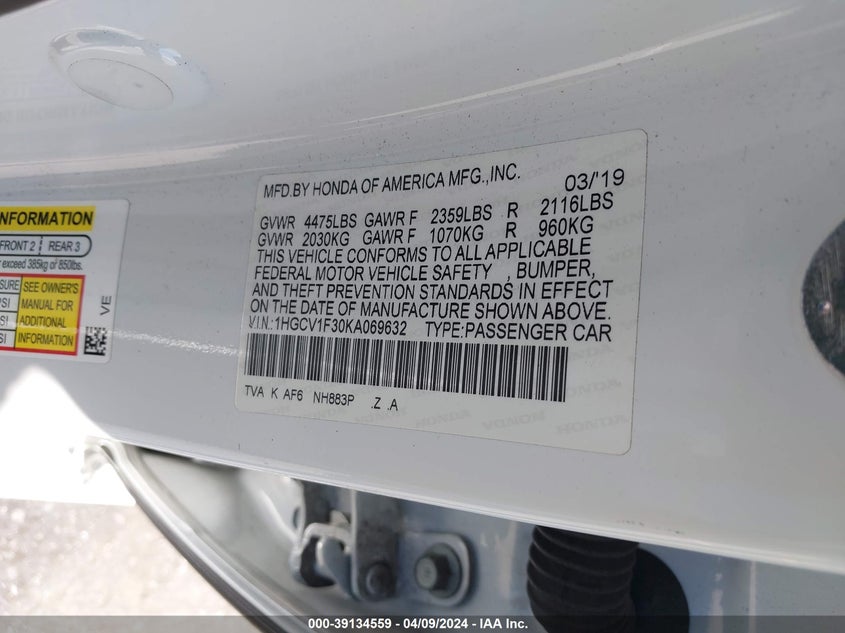 MFD.BY HONDA OF AMERICA MFG.,INC. 03/'19
GVWR 4475LBS GAWR F 2359LBS R 2116LBS
GVWR 2030KG GAWR F 1070KG R 960KG
THIS VEHICLE CONFORMS TO ALL APPLICABLE
FEDERAL MOTOR VEHICLE SAFETY , BUMPER,
AND THEFT PREVENTION STANDARDS IN EFFECT
ON THE DATE OF MANUFACTURE SHOWN ABOVE.
VIN:1HGCV1F30KA069632 TYPE:PASSENGER CAR
TVA K AF6 NH883P .Z .A
INFORMATION
FRONT 2 REAR 3
exceed 385kg or 850lbs.
SEE OWNER'S
MANUAL FOR
ADDITIONAL
INFORMATION
VE
000-39134559 - 04/09/2024 - IAA Inc.